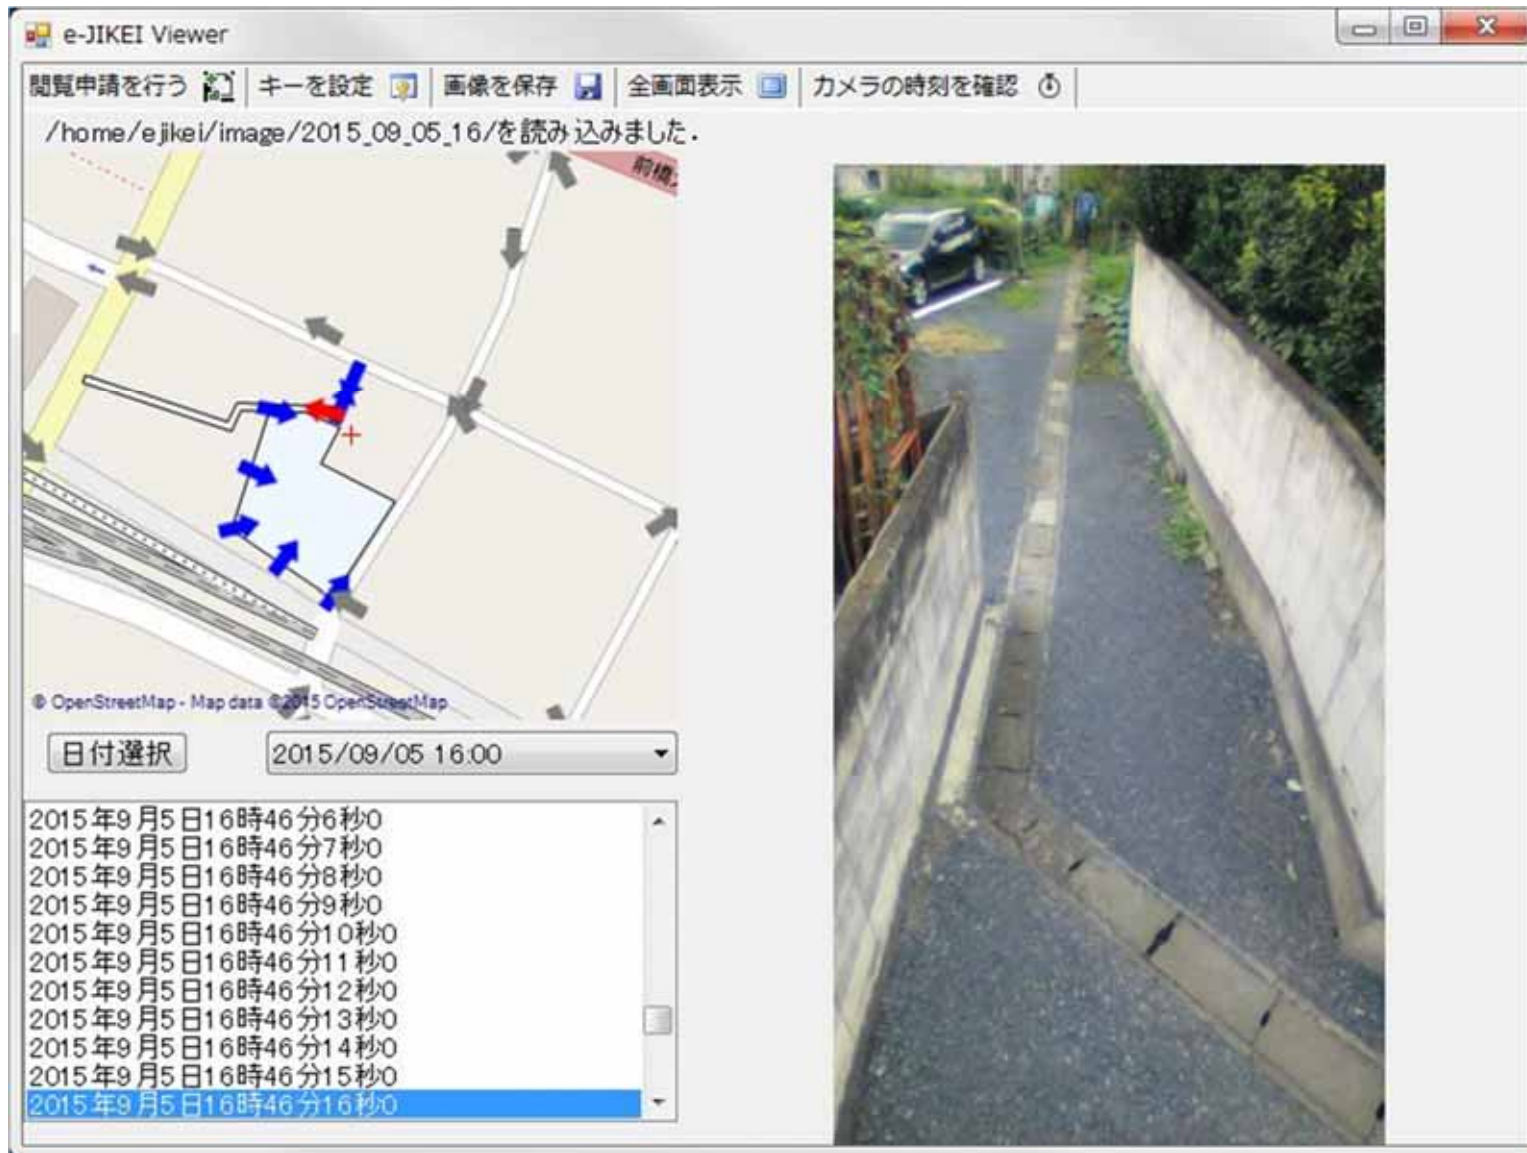 e-JIKEI Viewer
閲覧申請を行う キーを設定 画像を保存 全画面表示 カメラの時刻を確認
/home/ejikei/image/2015_09_05_16/を読み込みました.
前橋
© OpenStreetMap - Map data ©2015 OpenStreetMap
日付選択 2015/09/05 16:00
2015年9月5日16時46分6秒0
2015年9月5日16時46分7秒0
2015年9月5日16時46分8秒0
2015年9月5日16時46分9秒0
2015年9月5日16時46分10秒0
2015年9月5日16時46分11秒0
2015年9月5日16時46分12秒0
2015年9月5日16時46分13秒0
2015年9月5日16時46分14秒0
2015年9月5日16時46分15秒0
2015年9月5日16時46分16秒0